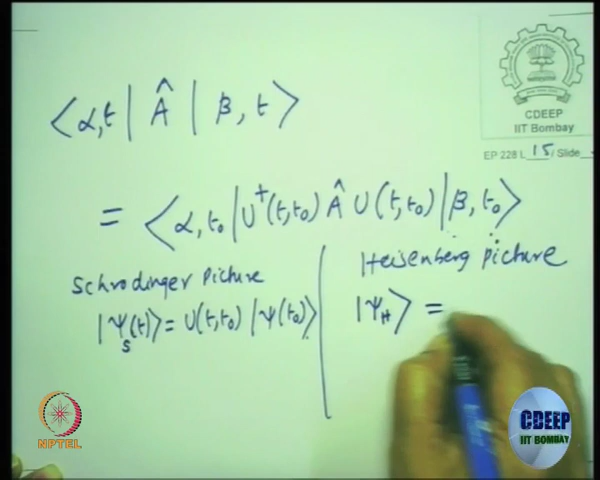 ⟨α,t| Â |β,t⟩
CDEEP
IIT Bombay
EP 228 L 15 / Slide
= ⟨α,t₀|U†(t,t₀) Â U(t,t₀)|β,t₀⟩
Schrodinger Picture
|Ψₛ(t)⟩ = U(t,t₀) |Ψ(t₀)⟩
Heisenberg picture
|Ψ_H⟩ =
NPTEL
CDEEP
IIT BOMBAY